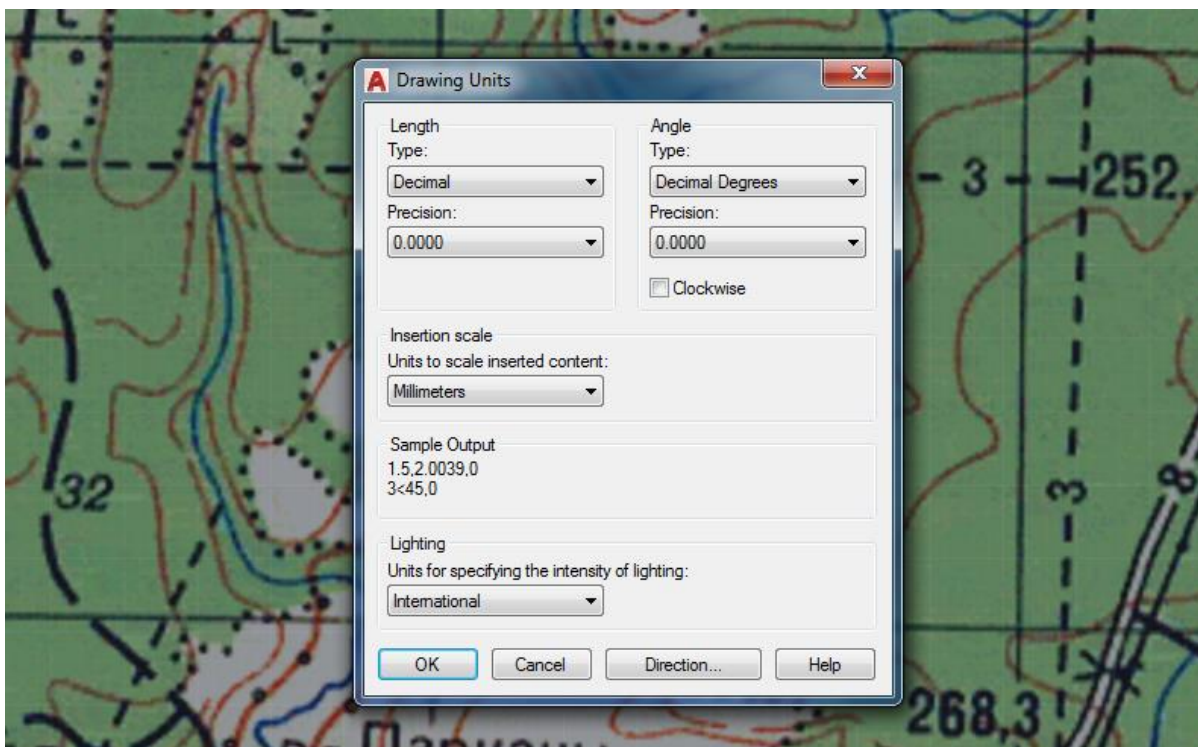 Drawing Units
Length
Type:
Decimal
Precision:
0.0000
Angle
Type:
Decimal Degrees
Precision:
0.0000
Clockwise
Insertion scale
Units to scale inserted content:
Millimeters
Sample Output
1.5,2.0039,0
3<45,0
Lighting
Units for specifying the intensity of lighting:
International
OK Cancel Direction... Help
3 252,
32
3
8
268,3